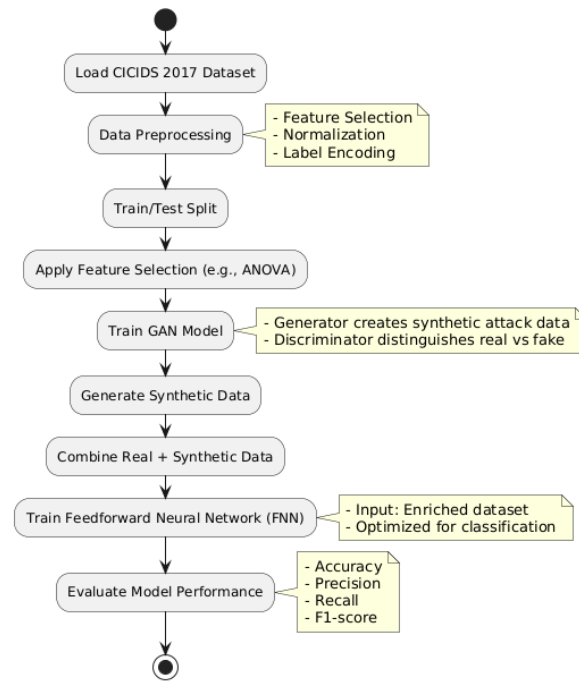 Load CICIDS 2017 Dataset
Data Preprocessing
- Feature Selection
- Normalization
- Label Encoding
Train/Test Split
Apply Feature Selection (e.g., ANOVA)
Train GAN Model
- Generator creates synthetic attack data
- Discriminator distinguishes real vs fake
Generate Synthetic Data
Combine Real + Synthetic Data
Train Feedforward Neural Network (FNN)
- Input: Enriched dataset
- Optimized for classification
Evaluate Model Performance
- Accuracy
- Precision
- Recall
- F1-score